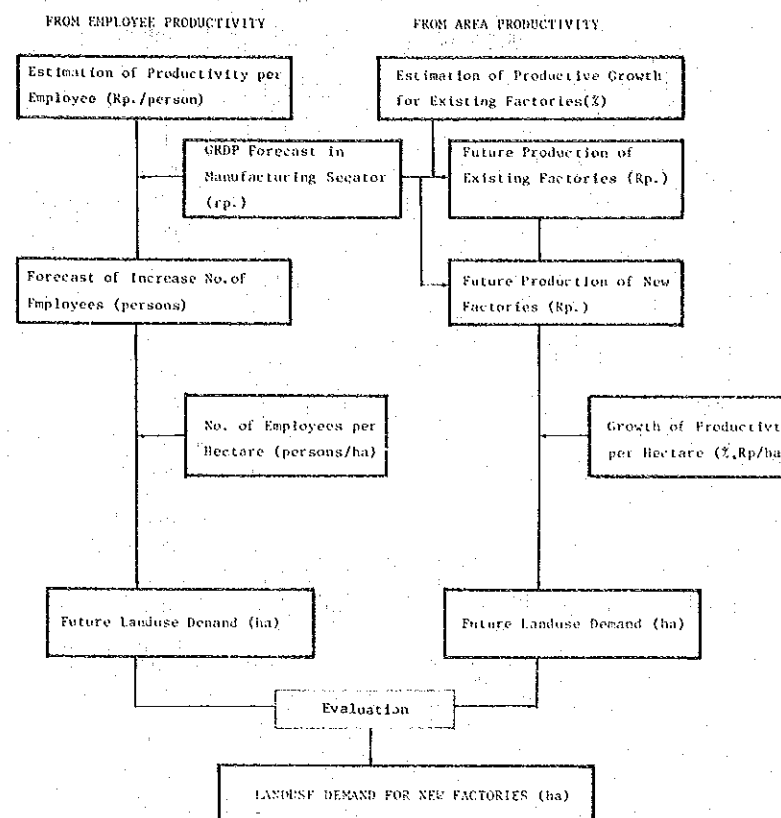 FROM EMPLOYEE PRODUCTIVITY
FROM AREA PRODUCTIVITY
Estimation of Productivity per
Employee (Rp./person)
Estimation of Productive Growth
for Existing Factories(%)
GRDP Forecast in
Manufacturing Secator
(rp.)
Future Production of
Existing Factories (Rp.)
Forecast of Increase No.of
Employees (persons)
Future Production of New
Factories (Rp.)
No. of Employees per
Hectare (persons/ha)
Growth of Productivt
per Hectare (%,Rp/ha
Future Landuse Demand (ha)
Future Landuse Demand (ha)
Evaluation
LANDUSE DEMAND FOR NEW FACTORIES (ha)